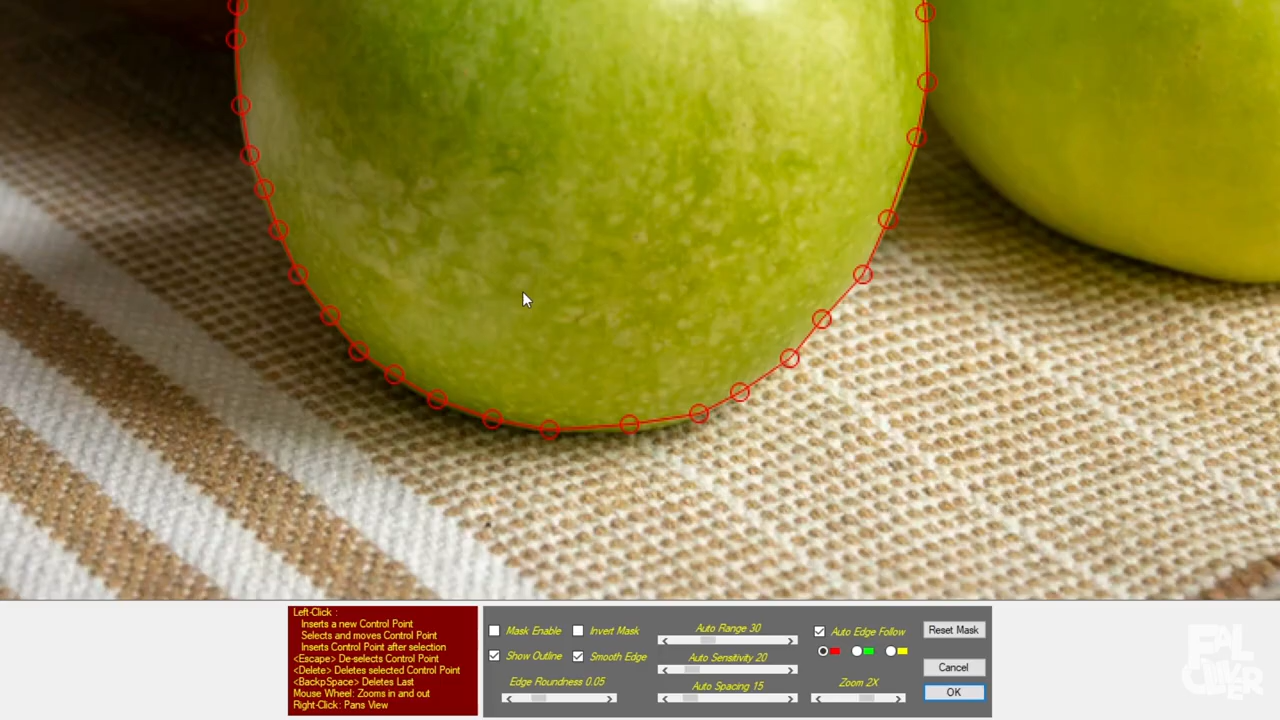 Left-Click :
Inserts a new Control Point
Selects and moves Control Point
Inserts Control Point after selection
<Escape> De-selects Control Point
<Delete> Deletes selected Control Point
<BackSpace> Deletes Last
Mouse Wheel: Zooms in and out
Right-Click: Pans View
Mask Enable
Invert Mask
Show Outline
Smooth Edge
Edge Roundness 0.05
Auto Range 30
Auto Sensitivity 20
Auto Spacing 15
Auto Edge Follow
Zoom 2X
Reset Mask
Cancel
OK